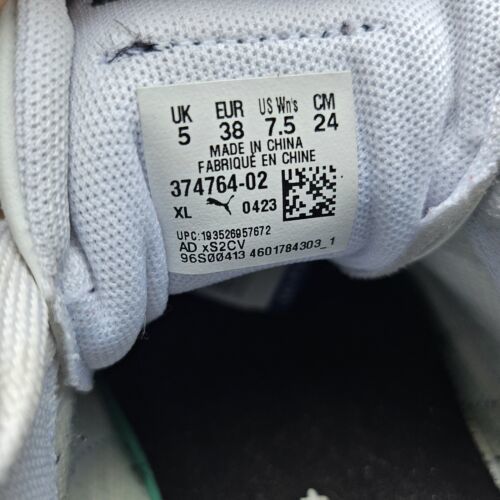 UK EUR US Wn's CM
5 38 7.5 24
MADE IN CHINA
FABRIQUÉ EN CHINE
374764-02
XL 0423
UPC:193526957672
AD xS2CV
96S00413 4601784303_1